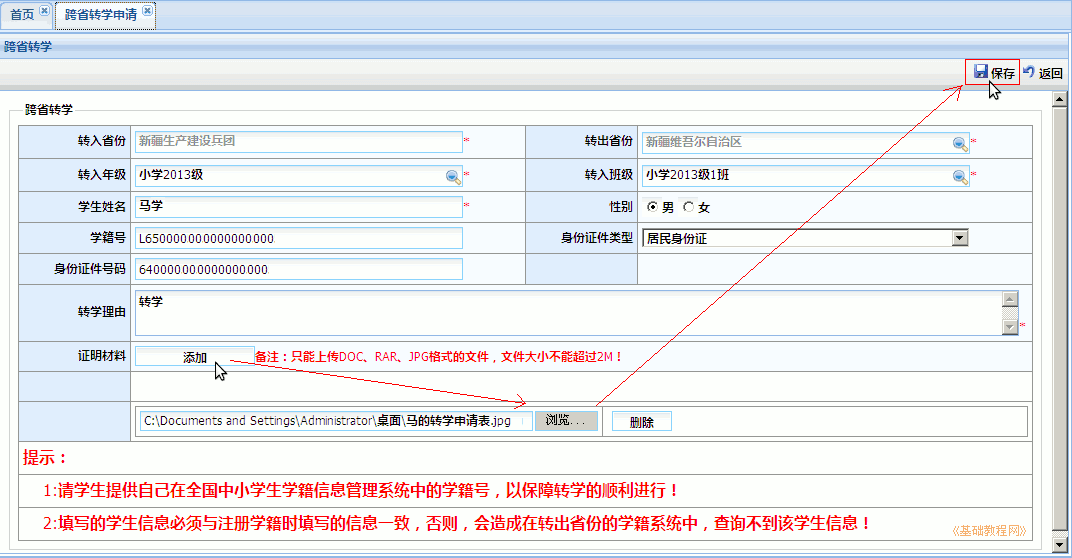 首页 跨省转学申请
跨省转学
保存 返回
跨省转学
转入省份 新疆生产建设兵团 * 转出省份 新疆维吾尔自治区 *
转入年级 小学2013级 * 转入班级 小学2013级1班 *
学生姓名 马学 * 性别 男 女
学籍号 L650000000000000000 身份证件类型 居民身份证
身份证件号码 640000000000000000
转学理由 转学 *
证明材料 添加 备注：只能上传DOC、RAR、JPG格式的文件，文件大小不能超过2M！
C:\Documents and Settings\Administrator\桌面\马的转学申请表.jpg 浏览... 删除
提示：
1:请学生提供自己在全国中小学生学籍信息管理系统中的学籍号，以保障转学的顺利进行！
2:填写的学生信息必须与注册学籍时填写的信息一致，否则，会造成在转出省份的学籍系统中，查询不到该学生信息！
《基础教程网》